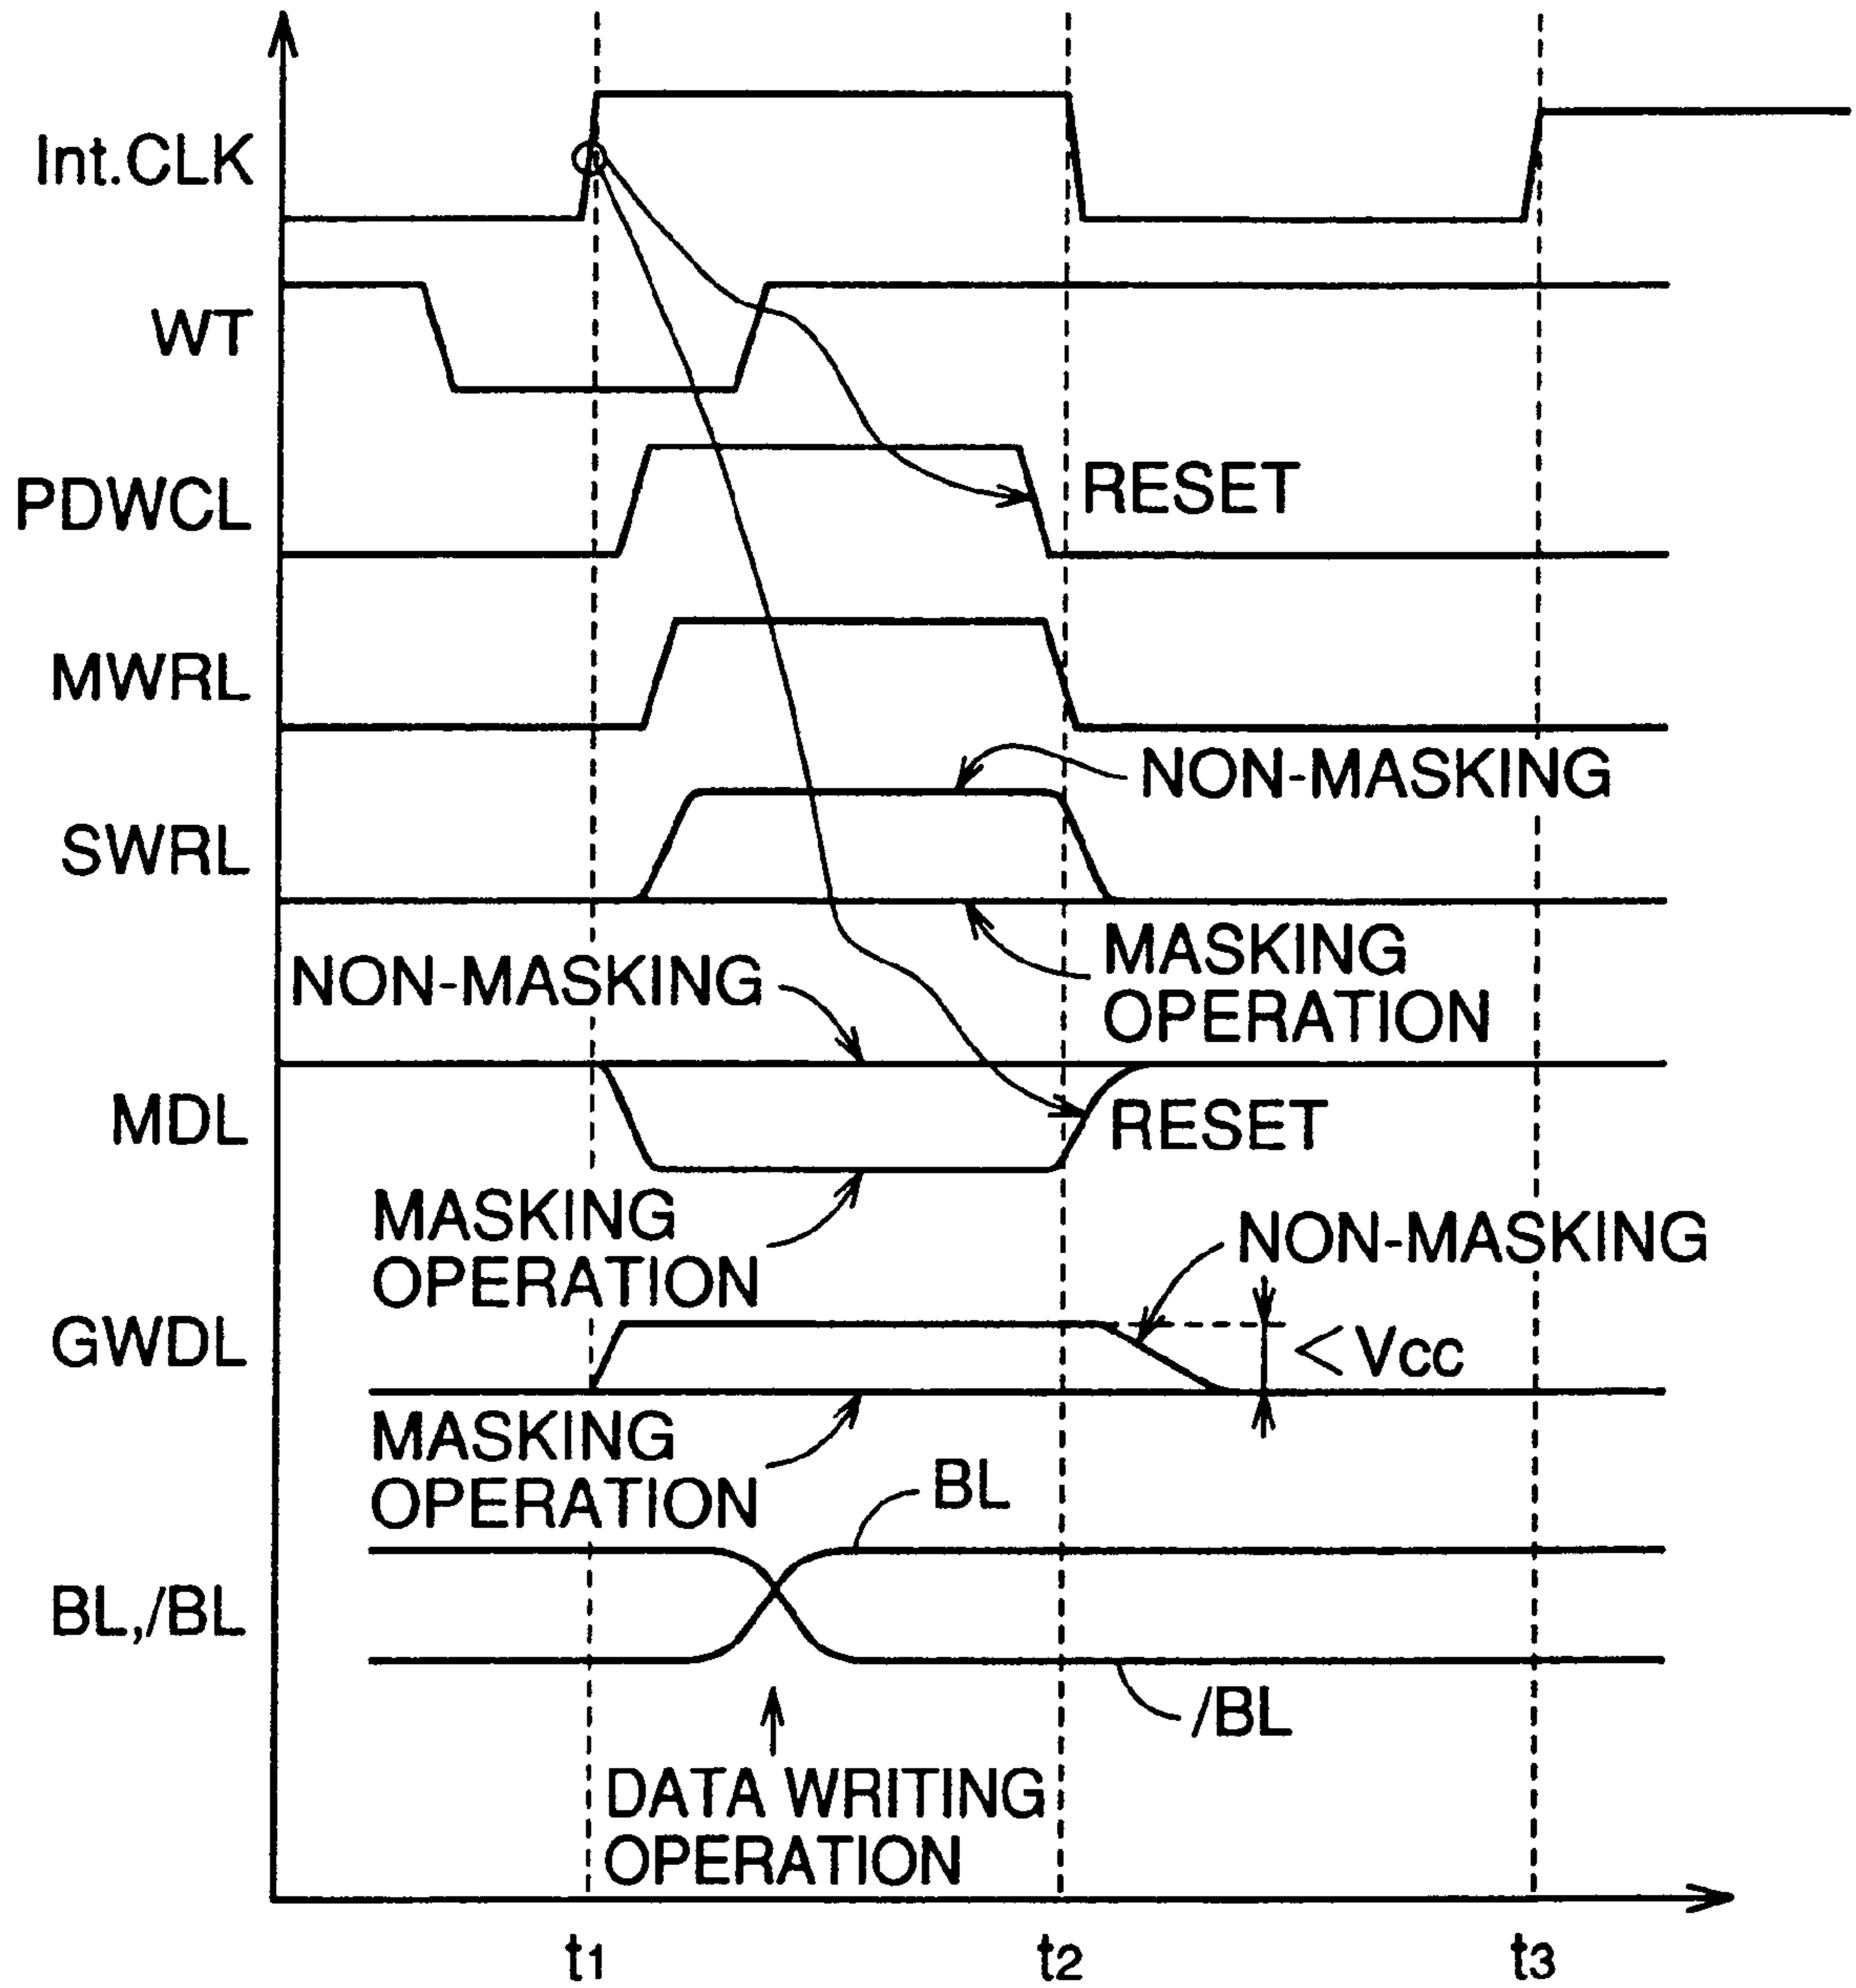 Int.CLK
WT
PDWCL
RESET
MWRL
NON-MASKING
SWRL
MASKING
OPERATION
NON-MASKING
MDL
RESET
MASKING
OPERATION
NON-MASKING
GWDL
<Vcc
MASKING
OPERATION
BL
BL,/BL
/BL
DATA WRITING
OPERATION
t1
t2
t3